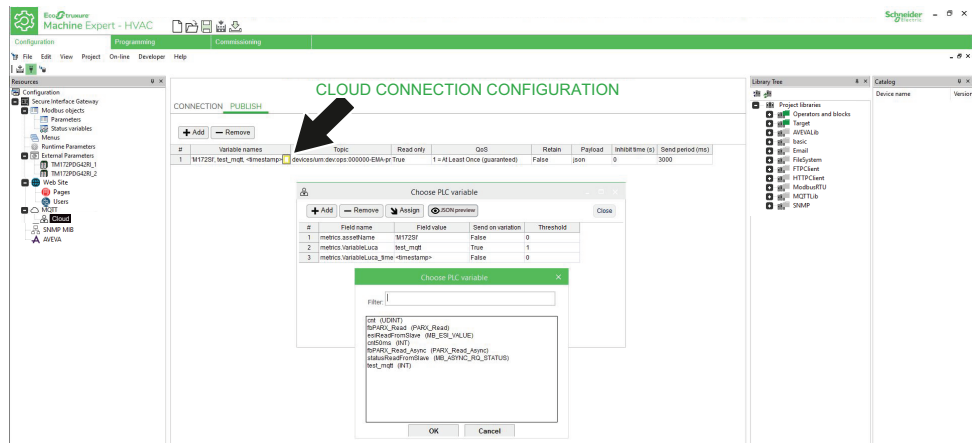 EcoStruxure
Machine Expert - HVAC
Schneider Electric
Configuration Programming Commissioning
File Edit View Project On-line Developer Help
Resources
Configuration
Secure Interface Gateway
Modbus objects
Parameters
Status variables
Menus
Runtime Parameters
External Parameters
TM172PDG42RI_1
TM172PDG42RI_2
Web Site
Pages
Users
MQTT
Cloud
SNMP MIB
AVEVA
CLOUD CONNECTION CONFIGURATION
CONNECTION PUBLISH
Add Remove
# Variable names Topic Read only QoS Retain Payload Inhibit time (s) Send period (ms)
1 'M172SI', test_mqtt, <timestamp> devices/urn:dev:ops:000000-EMA-pr True 1 = At Least Once (guaranteed) False json 0 3000
Choose PLC variable
Add Remove Assign JSON preview Close
# Field name Field value Send on variation Threshold
1 metrics.assetName 'M172SI' False 0
2 metrics.VariableLuca test_mqtt True 1
3 metrics.VariableLuca_time <timestamp> False 0
Choose PLC variable
Filter:
cnt (UDINT)
fbPARX_Read (PARX_Read)
esiReadFromSlave (MB_ESI_VALUE)
cnt50ms (INT)
fbPARX_Read_Async (PARX_Read_Async)
statusReadFromSlave (MB_ASYNC_RQ_STATUS)
test_mqtt (INT)
OK Cancel
Library Tree
Project libraries
Operators and blocks
Target
AVEVALib
basic
Email
FileSystem
FTPClient
HTTPClient
ModbusRTU
MQTTLib
SNMP
Catalog
Device name Version